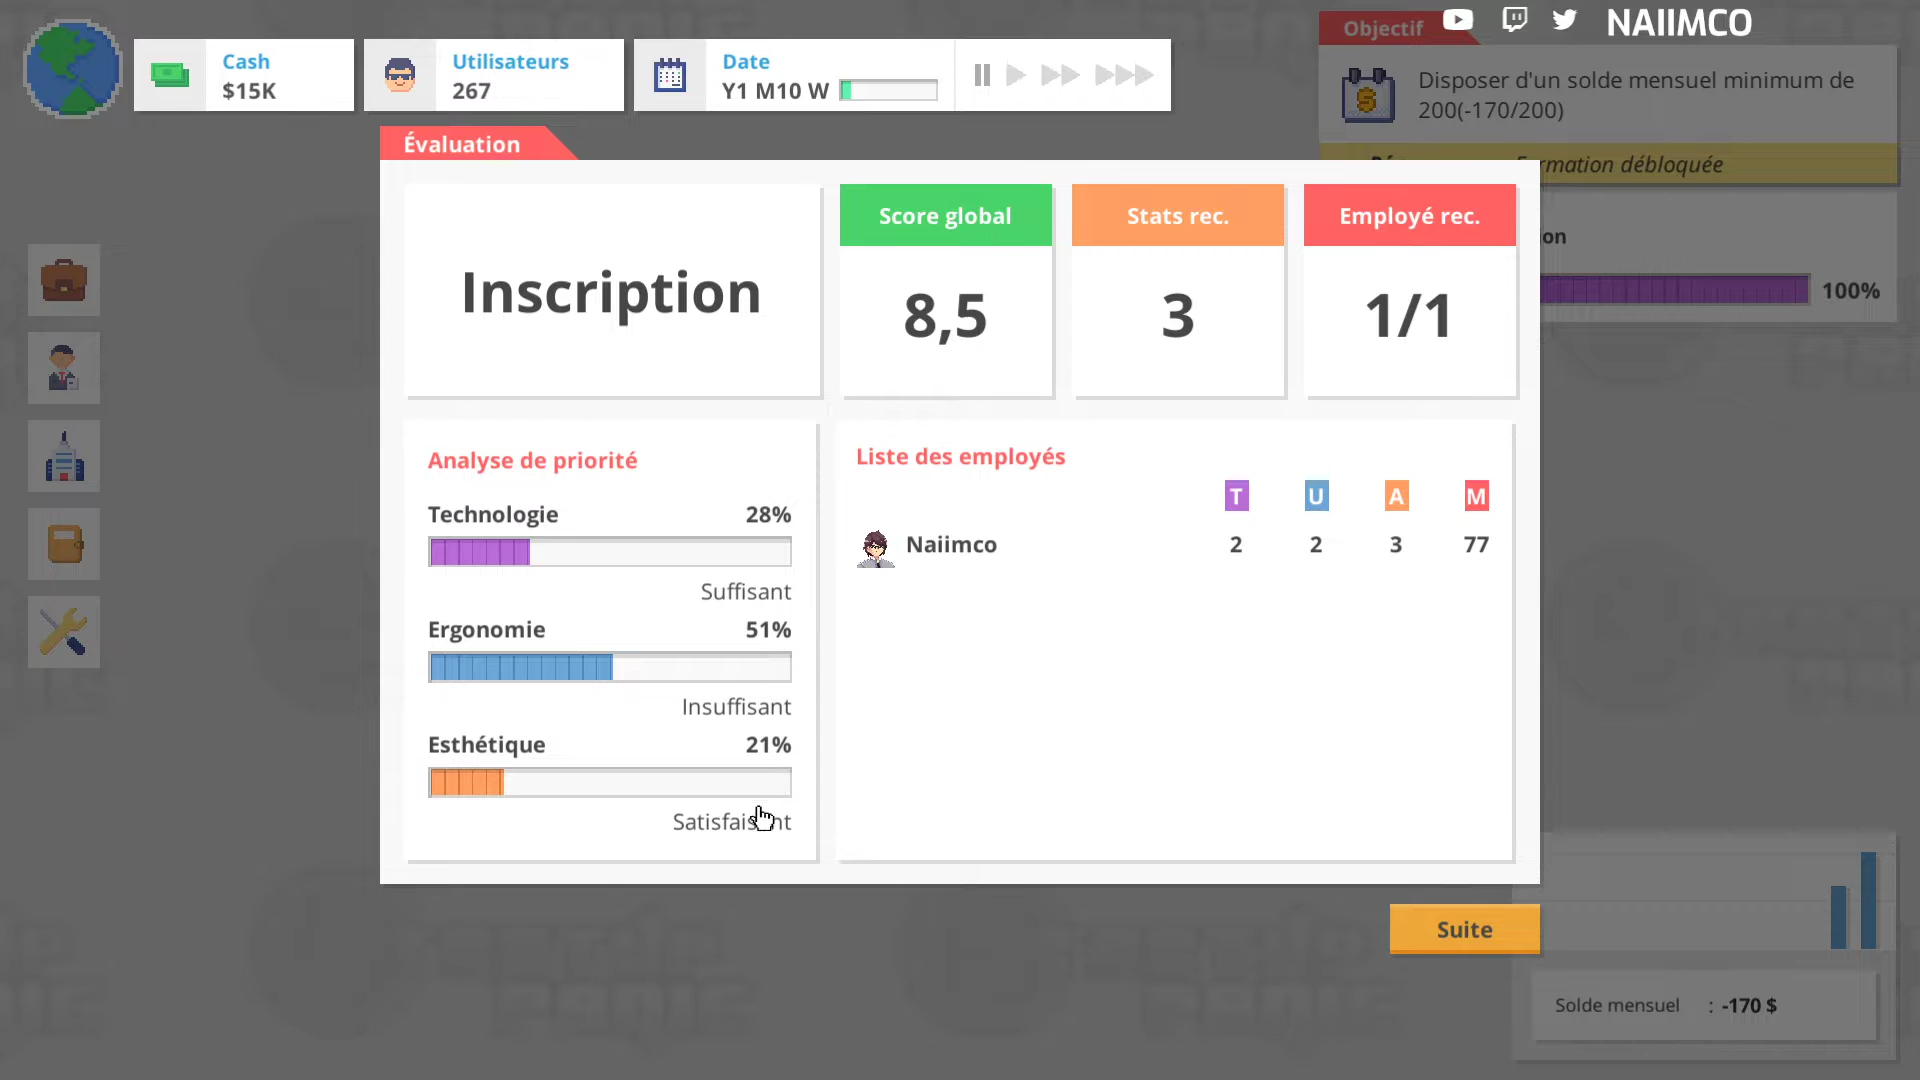 NAIIMCO
Objectif
Cash
$15K
Utilisateurs
267
Date
Y1 M10 W
Disposer d'un solde mensuel minimum de
200(-170/200)
Formation débloquée
100%
Évaluation
Inscription
Score global
8,5
Stats rec.
3
Employé rec.
1/1
Analyse de priorité
Technologie 28%
Suffisant
Ergonomie 51%
Insuffisant
Esthétique 21%
Satisfaisant
Liste des employés
T U A M
Naiimco 2 2 3 77
Suite
Solde mensuel : -170 $